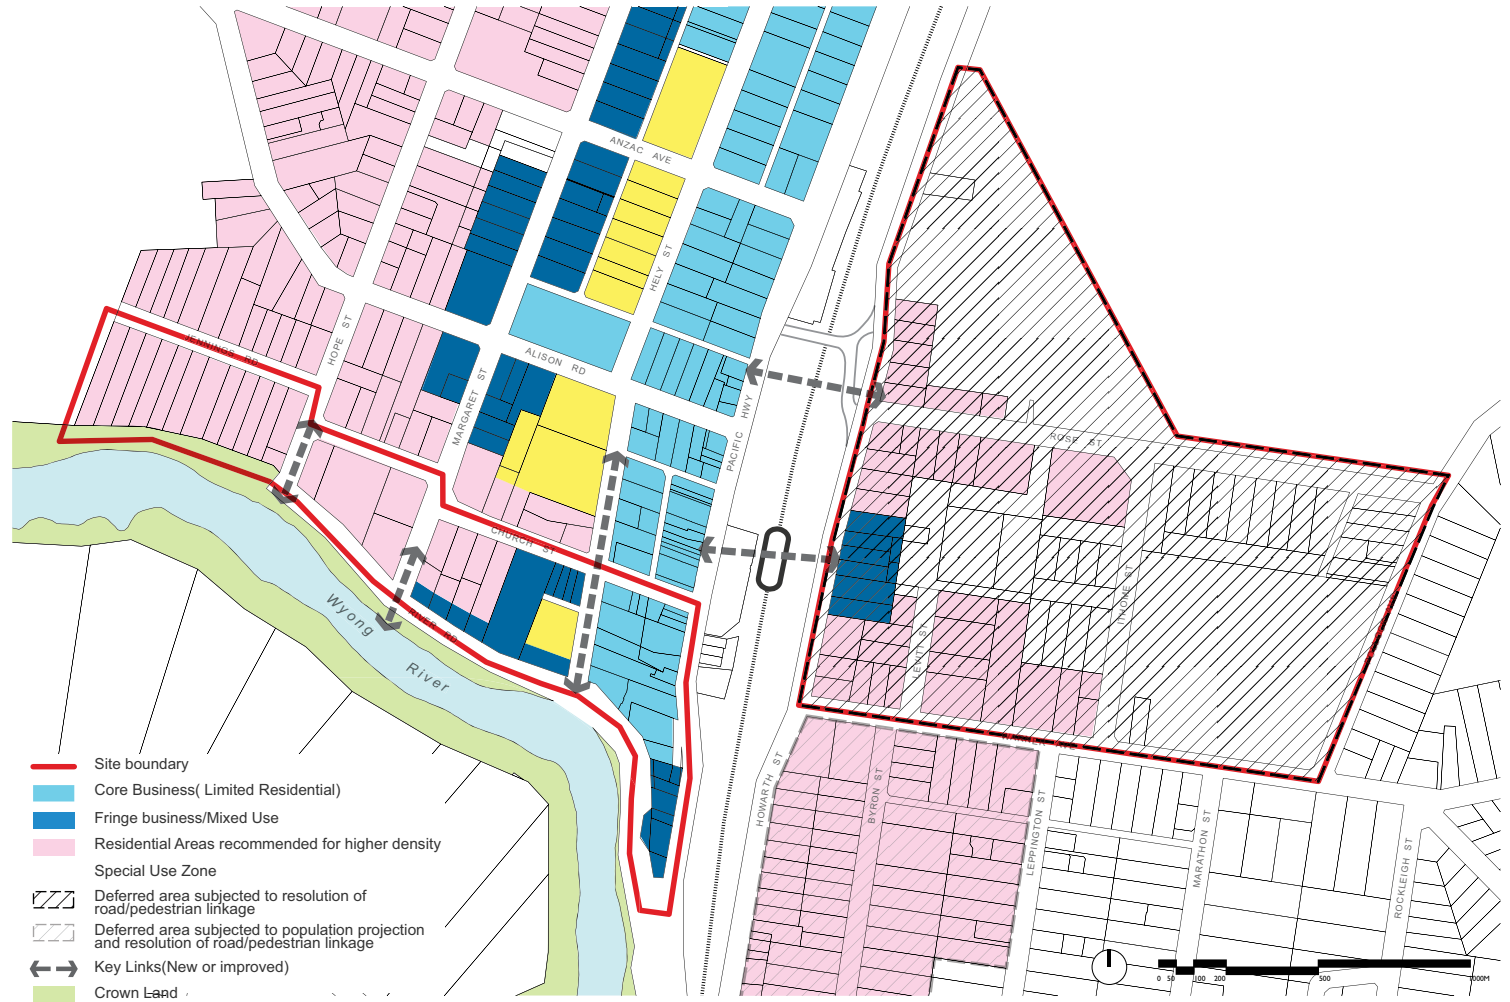 ANZAC AVE
HELY ST
HOPE ST
JENNINGS RD
ALISON RD
MARGARET ST
PACIFIC HWY
ROSE ST
CHURCH ST
ITHOME ST
RIVER RD
LEVITT ST
Wyong
River
HOWARTH ST
BYRON ST
LEPPINGTON ST
MARATHON ST
ROCKLEIGH ST
Site boundary
Core Business( Limited Residential)
Fringe business/Mixed Use
Residential Areas recommended for higher density
Special Use Zone
Deferred area subjected to resolution of
road/pedestrian linkage
Deferred area subjected to population projection
and resolution of road/pedestrian linkage
Key Links(New or improved)
Crown Land
0 50 100 200 500 1000M